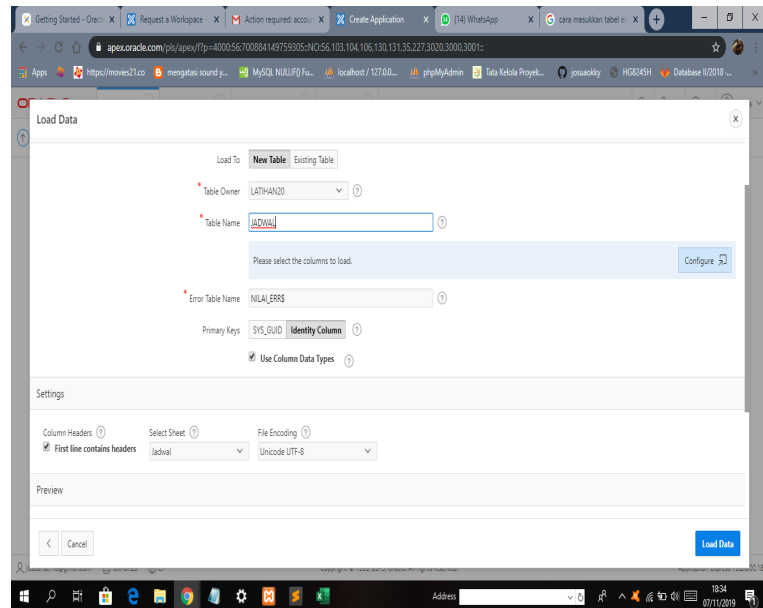 Getting Started - Oracl
Request a Workspace -
Action required: accour
Create Application
(14) WhatsApp
cara masukkan tabel e
apex.oracle.com/pls/apex/f?p=4000:56:700884149759305::NO:56,103,104,106,130,131,35,227,3020,3000,3001::
Apps
https://movies21.co
mengatasi sound y...
MySQL NULLIF() Fu...
localhost / 127.0.0...
phpMyAdmin
Tata Kelola Proyek...
josuaokky
HG8245H
Database II/2018 -...
Load Data
Load To New Table Existing Table
* Table Owner LATIHAN20
* Table Name JADWAL
Please select the columns to load. Configure
* Error Table Name NILAI_ERR$
Primary Keys SYS_GUID Identity Column
Use Column Data Types
Settings
Column Headers Select Sheet File Encoding
First line contains headers Jadwal Unicode UTF-8
Preview
Cancel Load Data
Address
18:34
07/11/2019